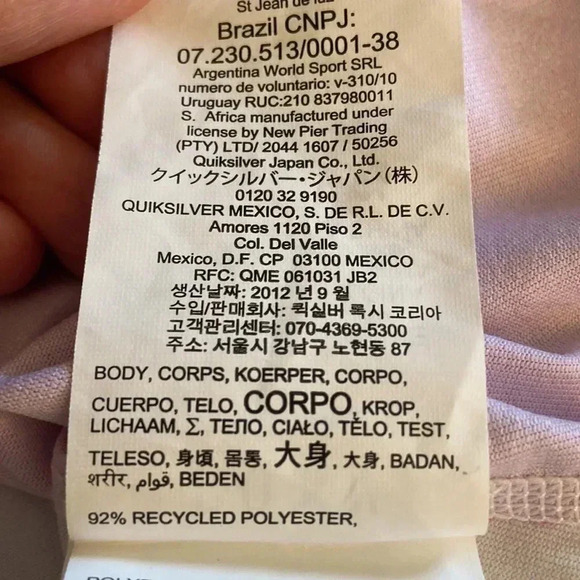 St Jean de luz
Brazil CNPJ:
07.230.513/0001-38
Argentina World Sport SRL
numero de voluntario: v-310/10
Uruguay RUC:210 837980011
S. Africa manufactured under
license by New Pier Trading
(PTY) LTD/ 2044 1607 / 50256
Quiksilver Japan Co., Ltd.
クイックシルバー・ジャパン（株）
0120 32 9190
QUIKSILVER MEXICO, S. DE R.L. DE C.V.
Amores 1120 Piso 2
Col. Del Valle
Mexico, D.F. CP 03100 MEXICO
RFC: QME 061031 JB2
생산날짜: 2012 년 9 월
수입/판매회사: 퀵실버 록시 코리아
고객관리센터: 070-4369-5300
주소: 서울시 강남구 노현동 87
BODY, CORPS, KOERPER, CORPO,
CUERPO, TELO, CORPO, KROP,
LICHAAM, Σ, ТЕЛО, CIAŁO, TĚLO, TEST,
TELESO, 身頃, 몸통, 大身, 大身, BADAN,
शरीर, قوام, BEDEN
92% RECYCLED POLYESTER,